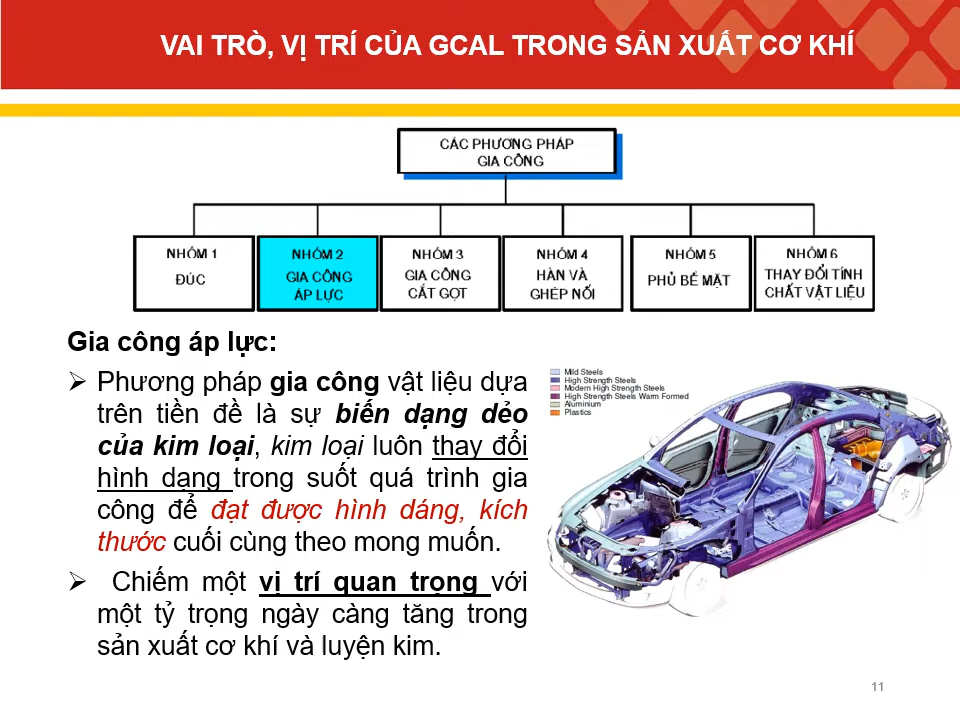 VAI TRÒ, VỊ TRÍ CỦA GCAL TRONG SẢN XUẤT CƠ KHÍ
CÁC PHƯƠNG PHÁP
GIA CÔNG
NHÓM 1
ĐÚC
NHÓM 2
GIA CÔNG
ÁP LỰC
NHÓM 3
GIA CÔNG
CẮT GỌT
NHÓM 4
HÀN VÀ
GHÉP NỐI
NHÓM 5
PHỦ BỀ MẶT
NHÓM 6
THAY ĐỔI TÍNH
CHẤT VẬT LIỆU
Gia công áp lực:
➢ Phương pháp gia công vật liệu dựa
trên tiền đề là sự biến dạng dẻo
của kim loại, kim loại luôn thay đổi
hình dạng trong suốt quá trình gia
công để đạt được hình dáng, kích
thước cuối cùng theo mong muốn.
➢ Chiếm một vị trí quan trọng với
một tỷ trọng ngày càng tăng trong
sản xuất cơ khí và luyện kim.
Mild Steels
High Strength Steels
Modern High Strength Steels
High Strength Steels Warm Formed
Aluminium
Plastics
11